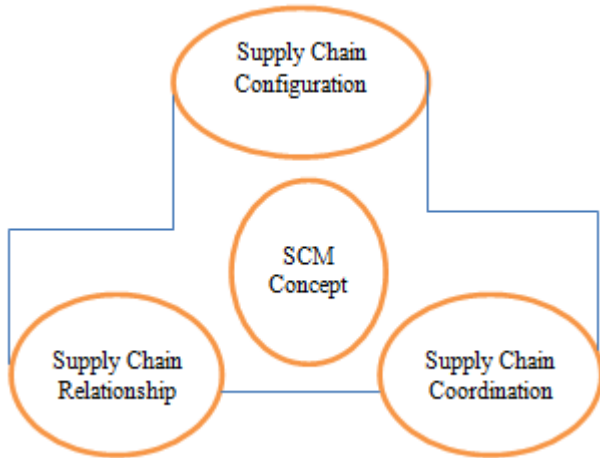 Supply Chain
Configuration
SCM
Concept
Supply Chain
Relationship
Supply Chain
Coordination